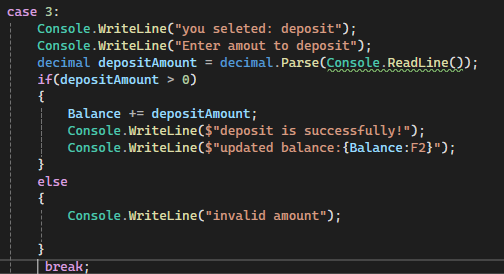 case 3:
Console.WriteLine("you seleted: deposit");
Console.WriteLine("Enter amout to deposit");
decimal depositAmount = decimal.Parse(Console.ReadLine());
if(depositAmount > 0)
{
Balance += depositAmount;
Console.WriteLine($"deposit is successfully!");
Console.WriteLine($"updated balance:{Balance:F2}");
}
else
{
Console.WriteLine("invalid amount");
}
break;